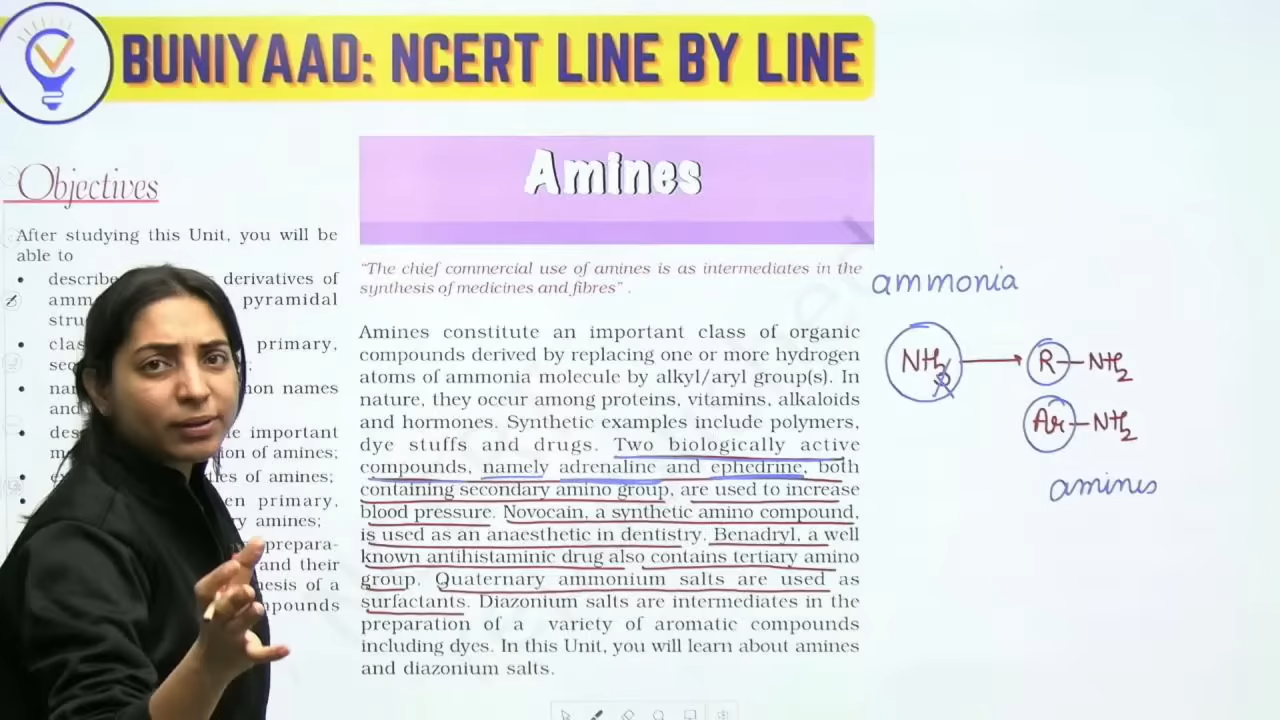 BUNIYAAD: NCERT LINE BY LINE
Objectives
After studying this Unit, you will be
able to
• describe derivatives of
pyramidal
primary,
names
and
important
of amines;
of amines;
primary,
amines;
prepara-
and their
of a
Amines
"The chief commercial use of amines is as intermediates in the
synthesis of medicines and fibres" .
Amines constitute an important class of organic
compounds derived by replacing one or more hydrogen
atoms of ammonia molecule by alkyl/aryl group(s). In
nature, they occur among proteins, vitamins, alkaloids
and hormones. Synthetic examples include polymers,
dye stuffs and drugs. Two biologically active
compounds, namely adrenaline and ephedrine, both
containing secondary amino group, are used to increase
blood pressure. Novocain, a synthetic amino compound,
is used as an anaesthetic in dentistry. Benadryl, a well
known antihistaminic drug also contains tertiary amino
group. Quaternary ammonium salts are used as
surfactants. Diazonium salts are intermediates in the
preparation of a variety of aromatic compounds
including dyes. In this Unit, you will learn about amines
and diazonium salts.
ammonia
NH3 → R-NH2
Ar-NH2
amines